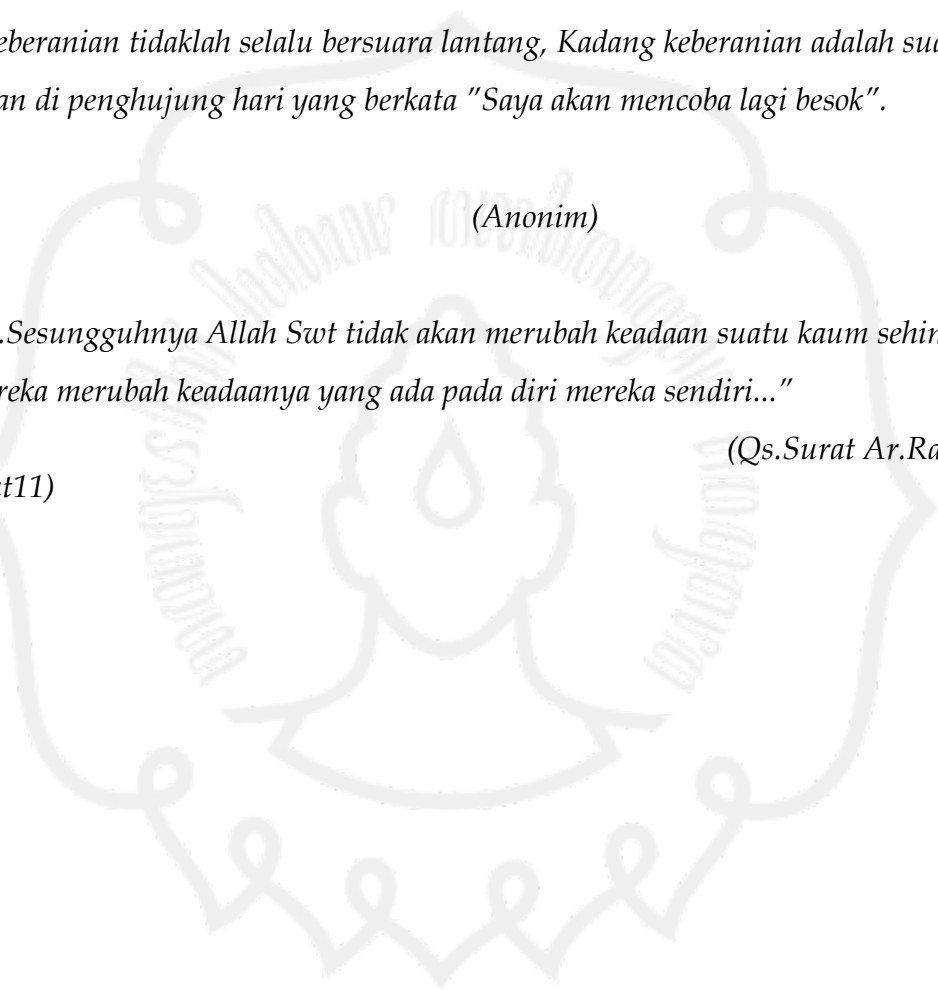 eberanian tidaklah selalu bersuara lantang, Kadang keberanian adalah sua
an di penghujung hari yang berkata "Saya akan mencoba lagi besok".
(Anonim)
.Sesungguhnya Allah Swt tidak akan merubah keadaan suatu kaum sehin
reka merubah keadaanya yang ada pada diri mereka sendiri..."
(Qs.Surat Ar.Ra
t11)